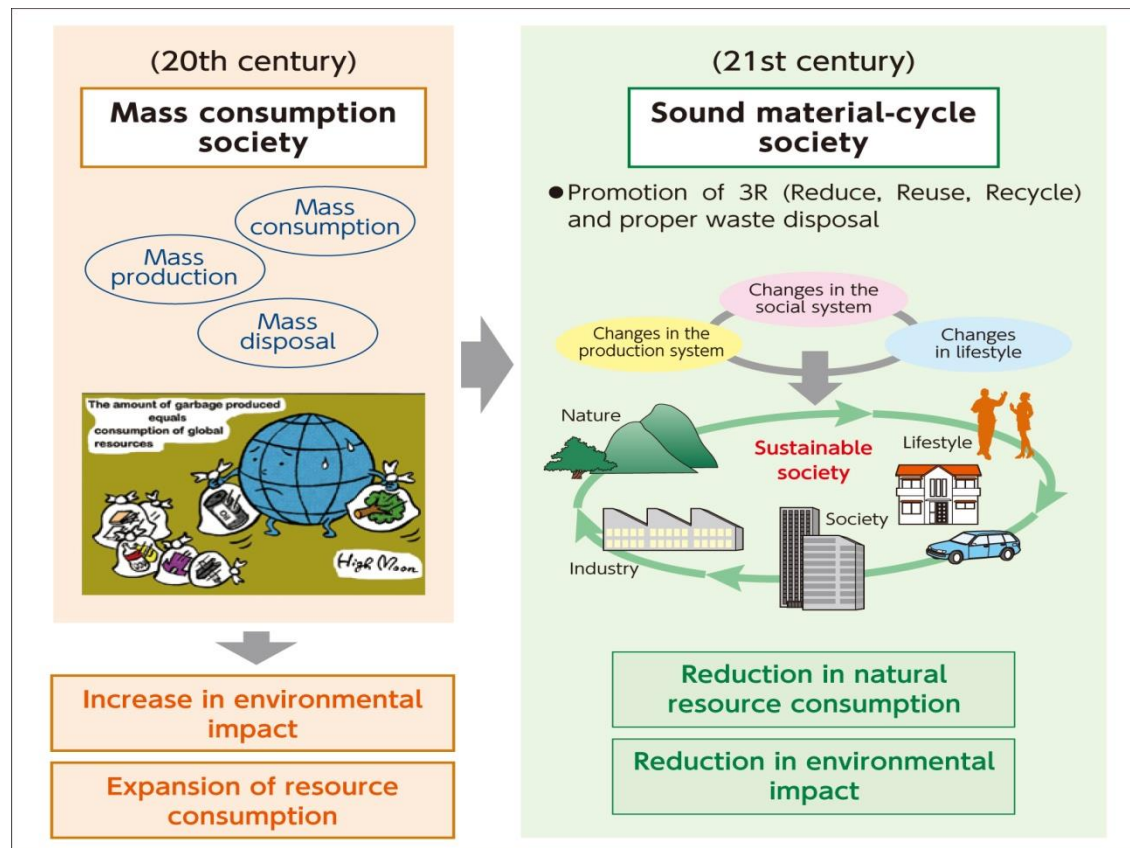 (20th century)
Mass consumption
society
Mass
consumption
Mass
production
Mass
disposal
The amount of garbage produced
equals
consumption of global
resources
Oil
High Moon
Increase in environmental
impact
Expansion of resource
consumption
(21st century)
Sound material-cycle
society
●Promotion of 3R (Reduce, Reuse, Recycle)
and proper waste disposal
Changes in the
social system
Changes in the
production system
Changes
in lifestyle
Nature
Sustainable
society
Lifestyle
Society
Industry
Reduction in natural
resource consumption
Reduction in environmental
impact